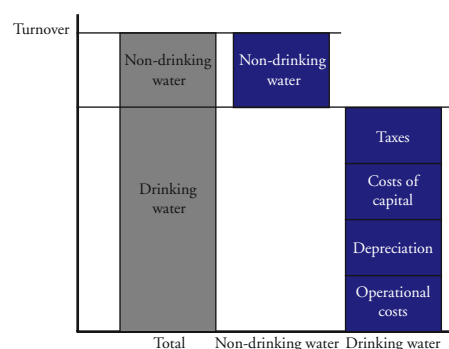 Turnover
Non-drinking
water
Non-drinking
water
Drinking
water
Taxes
Costs of
capital
Depreciation
Operational
costs
Total
Non-drinking water
Drinking water